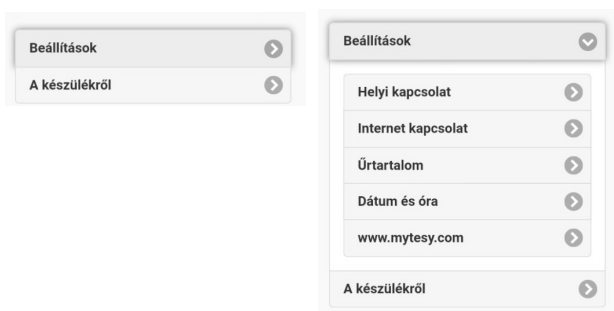 Beállítások
A készülékről
Beállítások
Helyi kapcsolat
Internet kapcsolat
Űrtartalom
Dátum és óra
www.mytesy.com
A készülékről